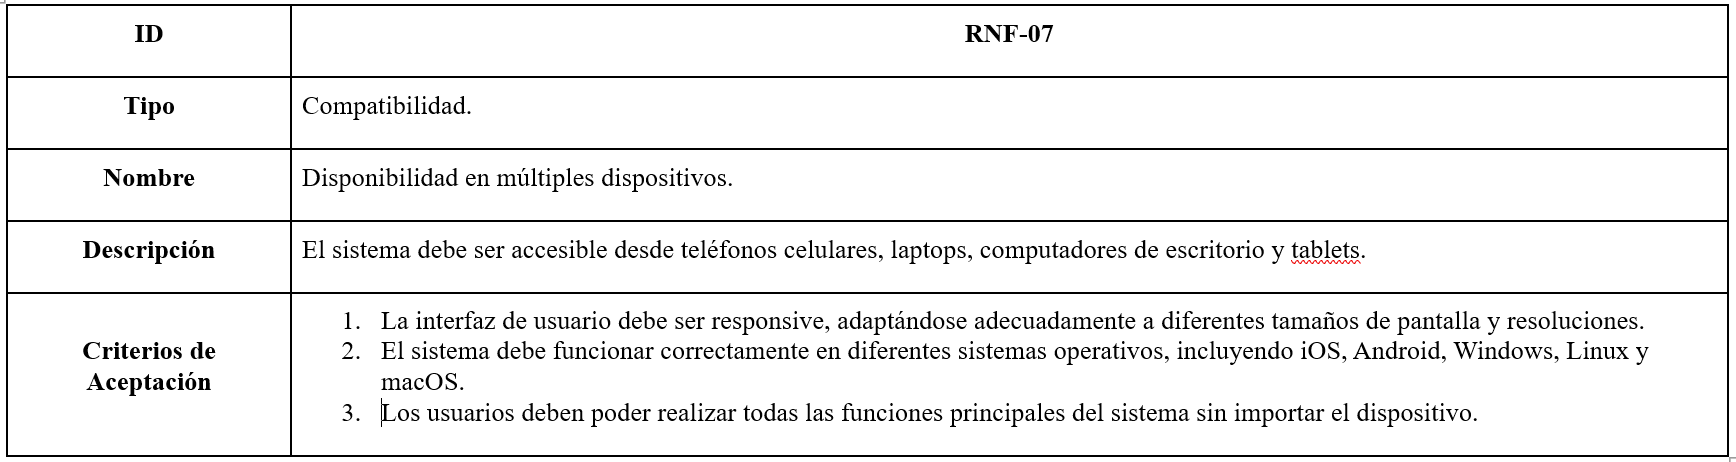 ID
RNF-07
Tipo
Compatibilidad.
Nombre
Disponibilidad en múltiples dispositivos.
Descripción
El sistema debe ser accesible desde teléfonos celulares, laptops, computadores de escritorio y tablets.
Criterios de
Aceptación
1. La interfaz de usuario debe ser responsive, adaptándose adecuadamente a diferentes tamaños de pantalla y resoluciones.
2. El sistema debe funcionar correctamente en diferentes sistemas operativos, incluyendo iOS, Android, Windows, Linux y
macOS.
3. Los usuarios deben poder realizar todas las funciones principales del sistema sin importar el dispositivo.